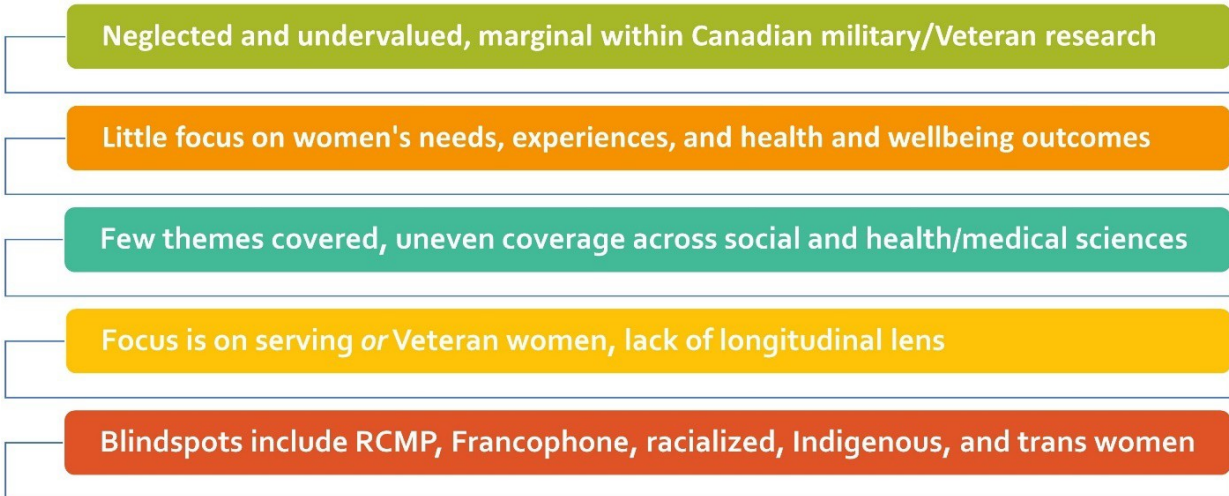 Neglected and undervalued, marginal within Canadian military/Veteran research
Little focus on women's needs, experiences, and health and wellbeing outcomes
Few themes covered, uneven coverage across social and health/medical sciences
Focus is on serving or Veteran women, lack of longitudinal lens
Blindspots include RCMP, Francophone, racialized, Indigenous, and trans women